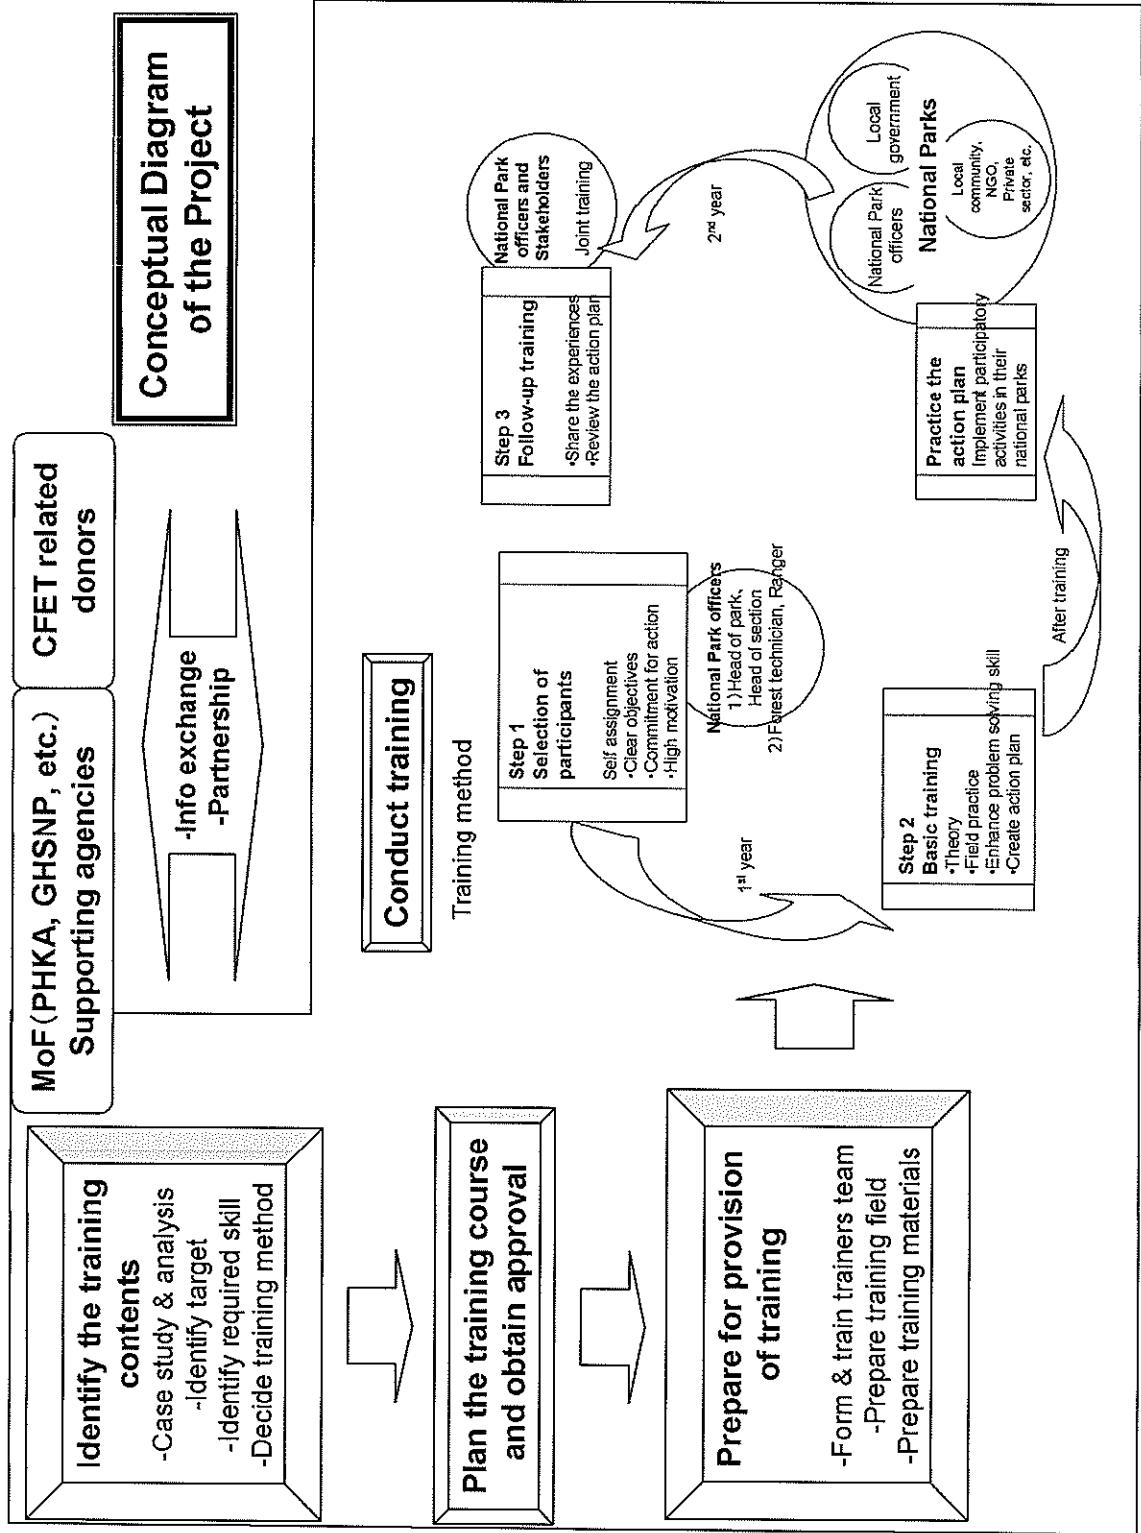 Conceptual Diagram
of the Project
MoF(PHKA, GHSNP, etc.)
Supporting agencies
CFET related
donors
-Info exchange
-Partnership
Identify the training
contents
-Case study & analysis
-Identify target
-Identify required skill
-Decide training method
Plan the training course
and obtain approval
Prepare for provision
of training
-Form & train trainers team
-Prepare training field
-Prepare training materials
Conduct training
Training method
Step 1
Selection of
participants
Self assignment
•Clear objectives
•Commitment for action
•High motivation
National Park officers
1) Head of park、
Head of section
2) Forest technician, Ranger
1st year
Step 2
Basic training
•Theory
•Field practice
•Enhance problem solving skill
•Create action plan
After training
Practice the
action plan
Implement participatory
activities in their
national parks
National Park
officers
Local
government
National Parks
Local
community,
NGO,
Private
sector, etc.
2nd year
Step 3
Follow-up training
•Share the experiences
•Review the action plan
National Park
officers and
Stakeholders
Joint training